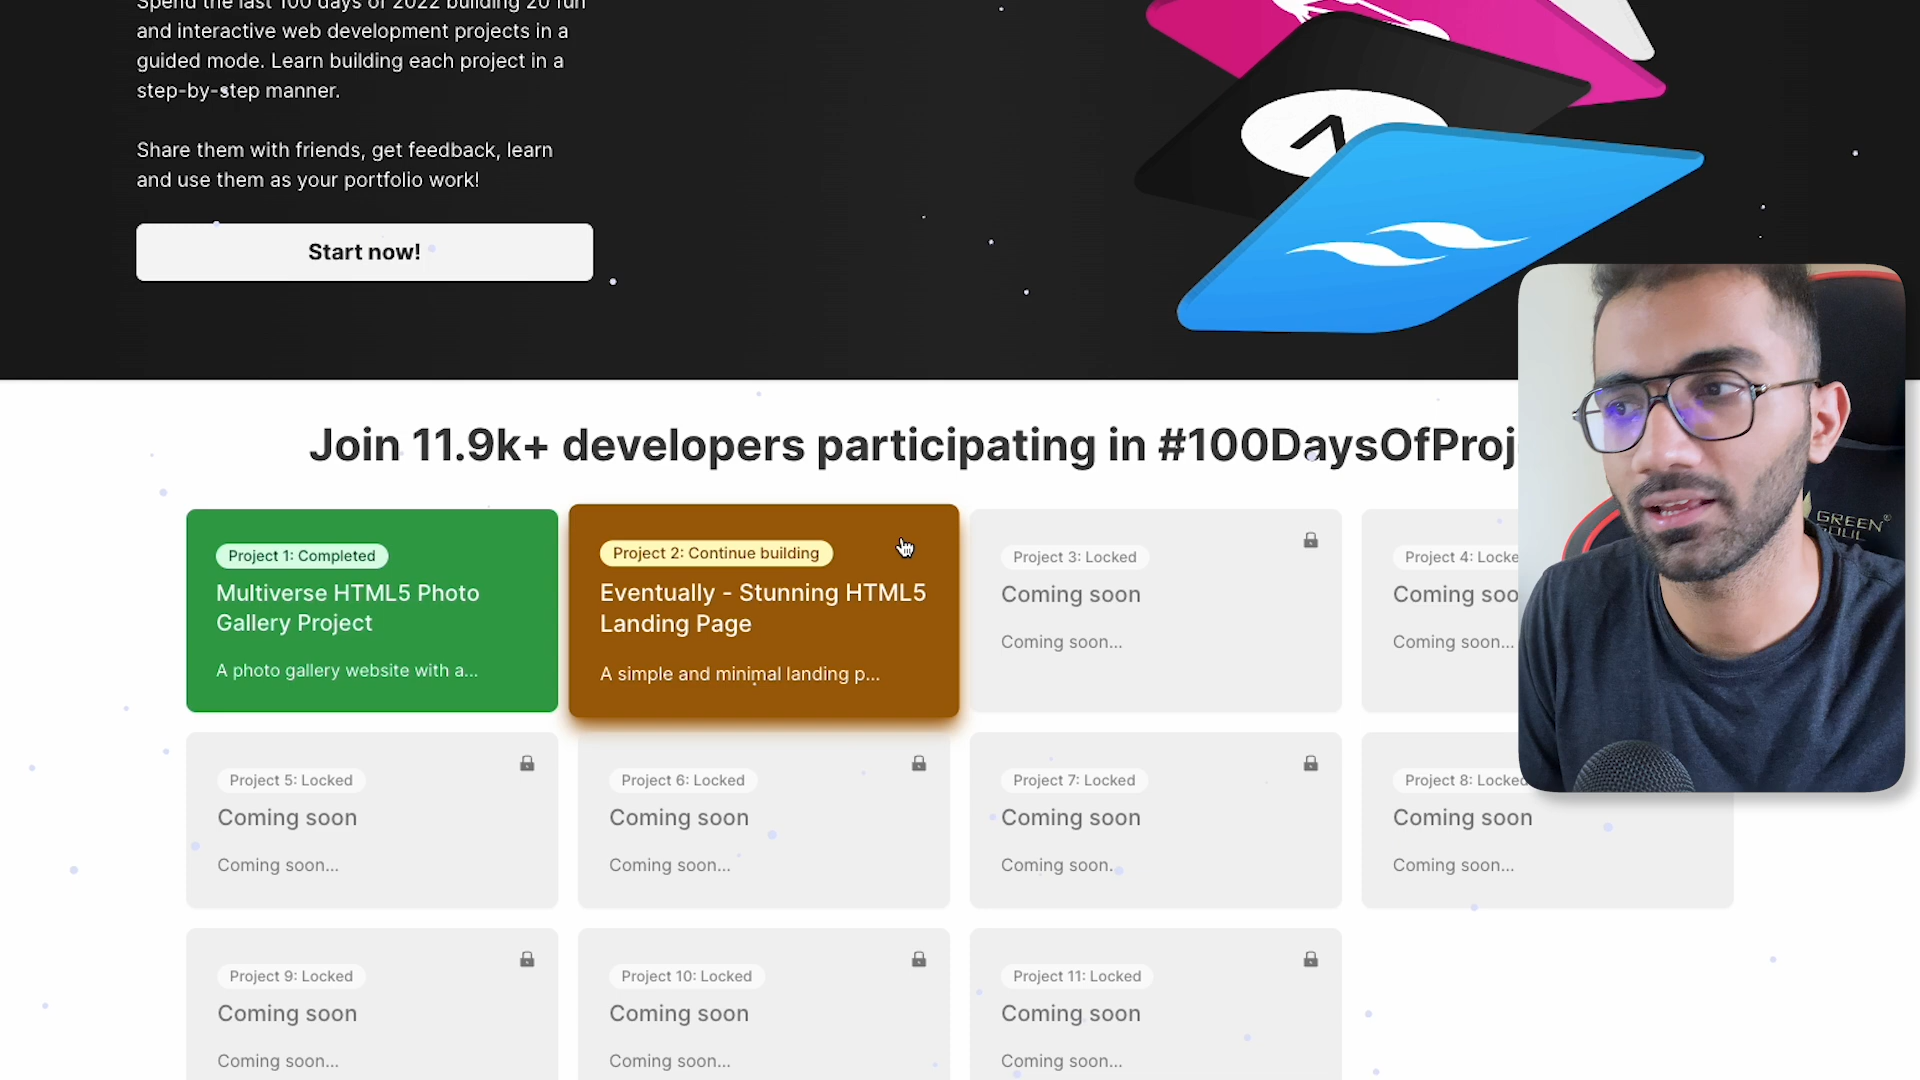 Spend the last 100 days of 2022 building 20 fun
and interactive web development projects in a
guided mode. Learn building each project in a
step-by-step manner.
Share them with friends, get feedback, learn
and use them as your portfolio work!
Start now!
Join 11.9k+ developers participating in #100DaysOfProj
Project 1: Completed
Multiverse HTML5 Photo
Gallery Project
A photo gallery website with a...
Project 2: Continue building
Eventually - Stunning HTML5
Landing Page
A simple and minimal landing p...
Project 3: Locked
Coming soon
Coming soon...
Project 4: Locke
Coming soo
Coming soon...
GREEN
SOUL
Project 5: Locked
Coming soon
Coming soon...
Project 6: Locked
Coming soon
Coming soon...
Project 7: Locked
Coming soon
Coming soon...
Project 8: Locked
Coming soon
Coming soon...
Project 9: Locked
Coming soon
Coming soon...
Project 10: Locked
Coming soon
Coming soon...
Project 11: Locked
Coming soon
Coming soon...